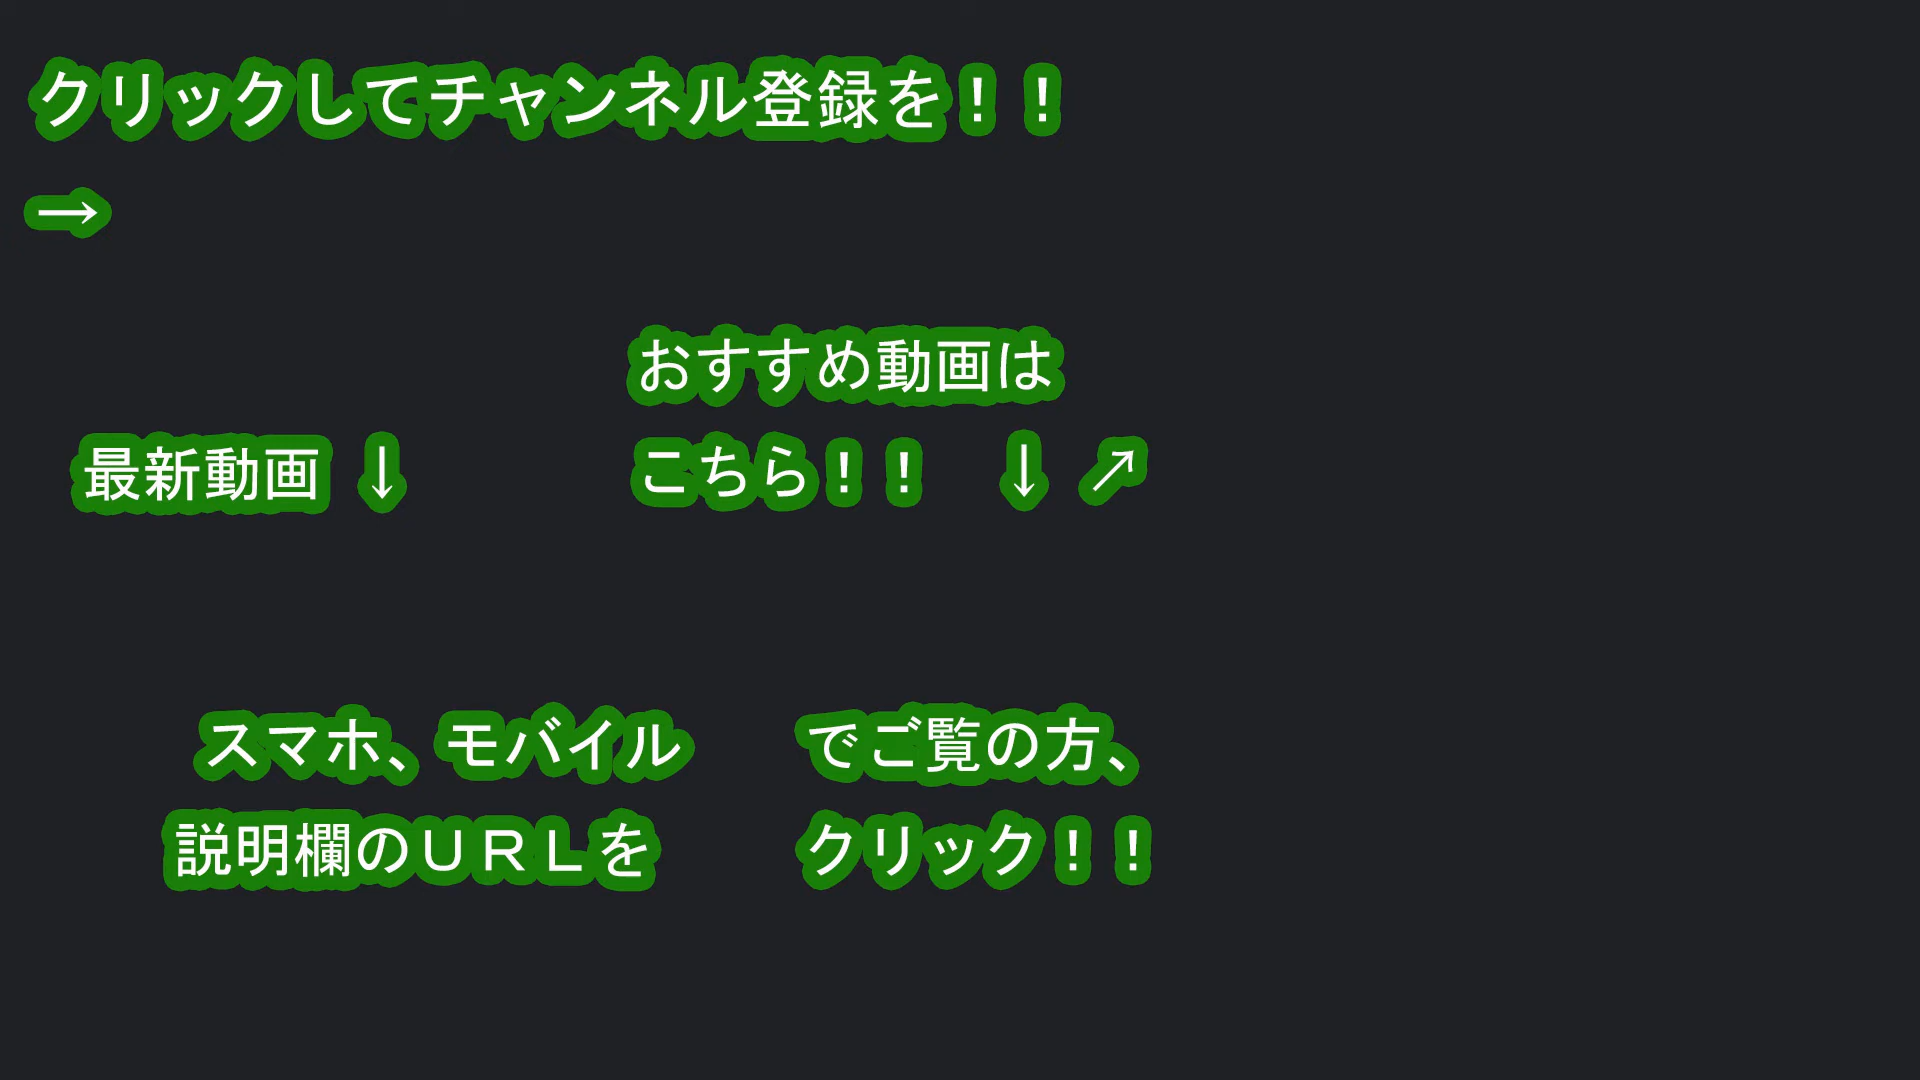 クリックしてチャンネル登録を！！
→
おすすめ動画は
最新動画 ↓
こちら！！　↓ ↗
スマホ、モバイル　でご覧の方、
説明欄のＵＲＬを　クリック！！